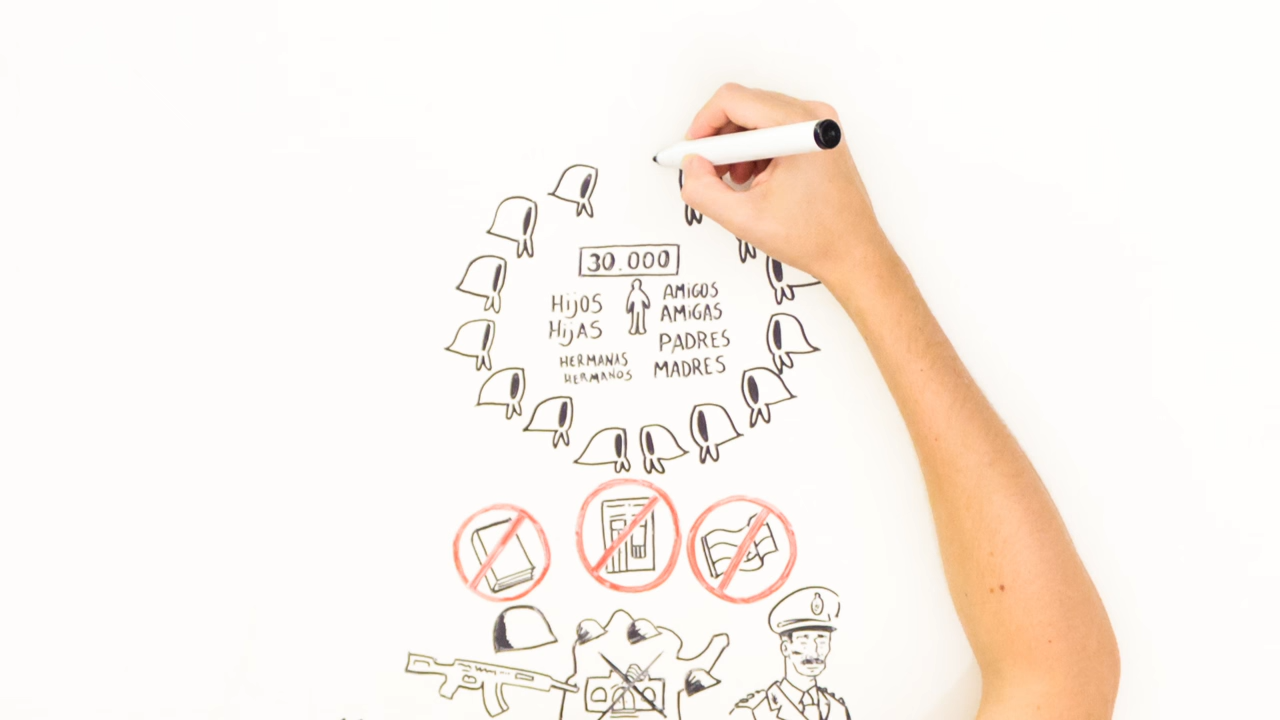 30.000
HijOS
HijAS
HERMANAS
HERMANOS
AMiGOS
AMiGAS
PADRES
MADRES